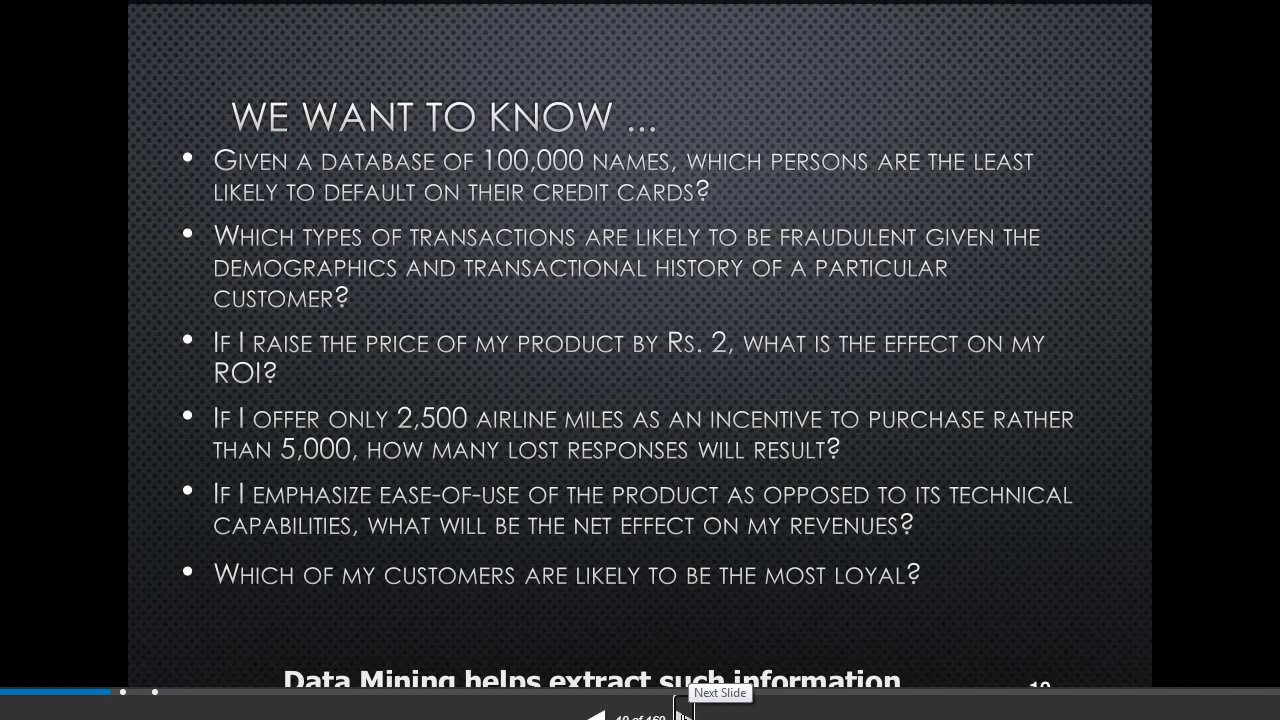 WE WANT TO KNOW ...
• GIVEN A DATABASE OF 100,000 NAMES, WHICH PERSONS ARE THE LEAST
LIKELY TO DEFAULT ON THEIR CREDIT CARDS?
• WHICH TYPES OF TRANSACTIONS ARE LIKELY TO BE FRAUDULENT GIVEN THE
DEMOGRAPHICS AND TRANSACTIONAL HISTORY OF A PARTICULAR
CUSTOMER?
• IF I RAISE THE PRICE OF MY PRODUCT BY RS. 2, WHAT IS THE EFFECT ON MY
ROI?
• IF I OFFER ONLY 2,500 AIRLINE MILES AS AN INCENTIVE TO PURCHASE RATHER
THAN 5,000, HOW MANY LOST RESPONSES WILL RESULT?
• IF I EMPHASIZE EASE-OF-USE OF THE PRODUCT AS OPPOSED TO ITS TECHNICAL
CAPABILITIES, WHAT WILL BE THE NET EFFECT ON MY REVENUES?
• WHICH OF MY CUSTOMERS ARE LIKELY TO BE THE MOST LOYAL?
Data Mining helps extract such information
Next Slide